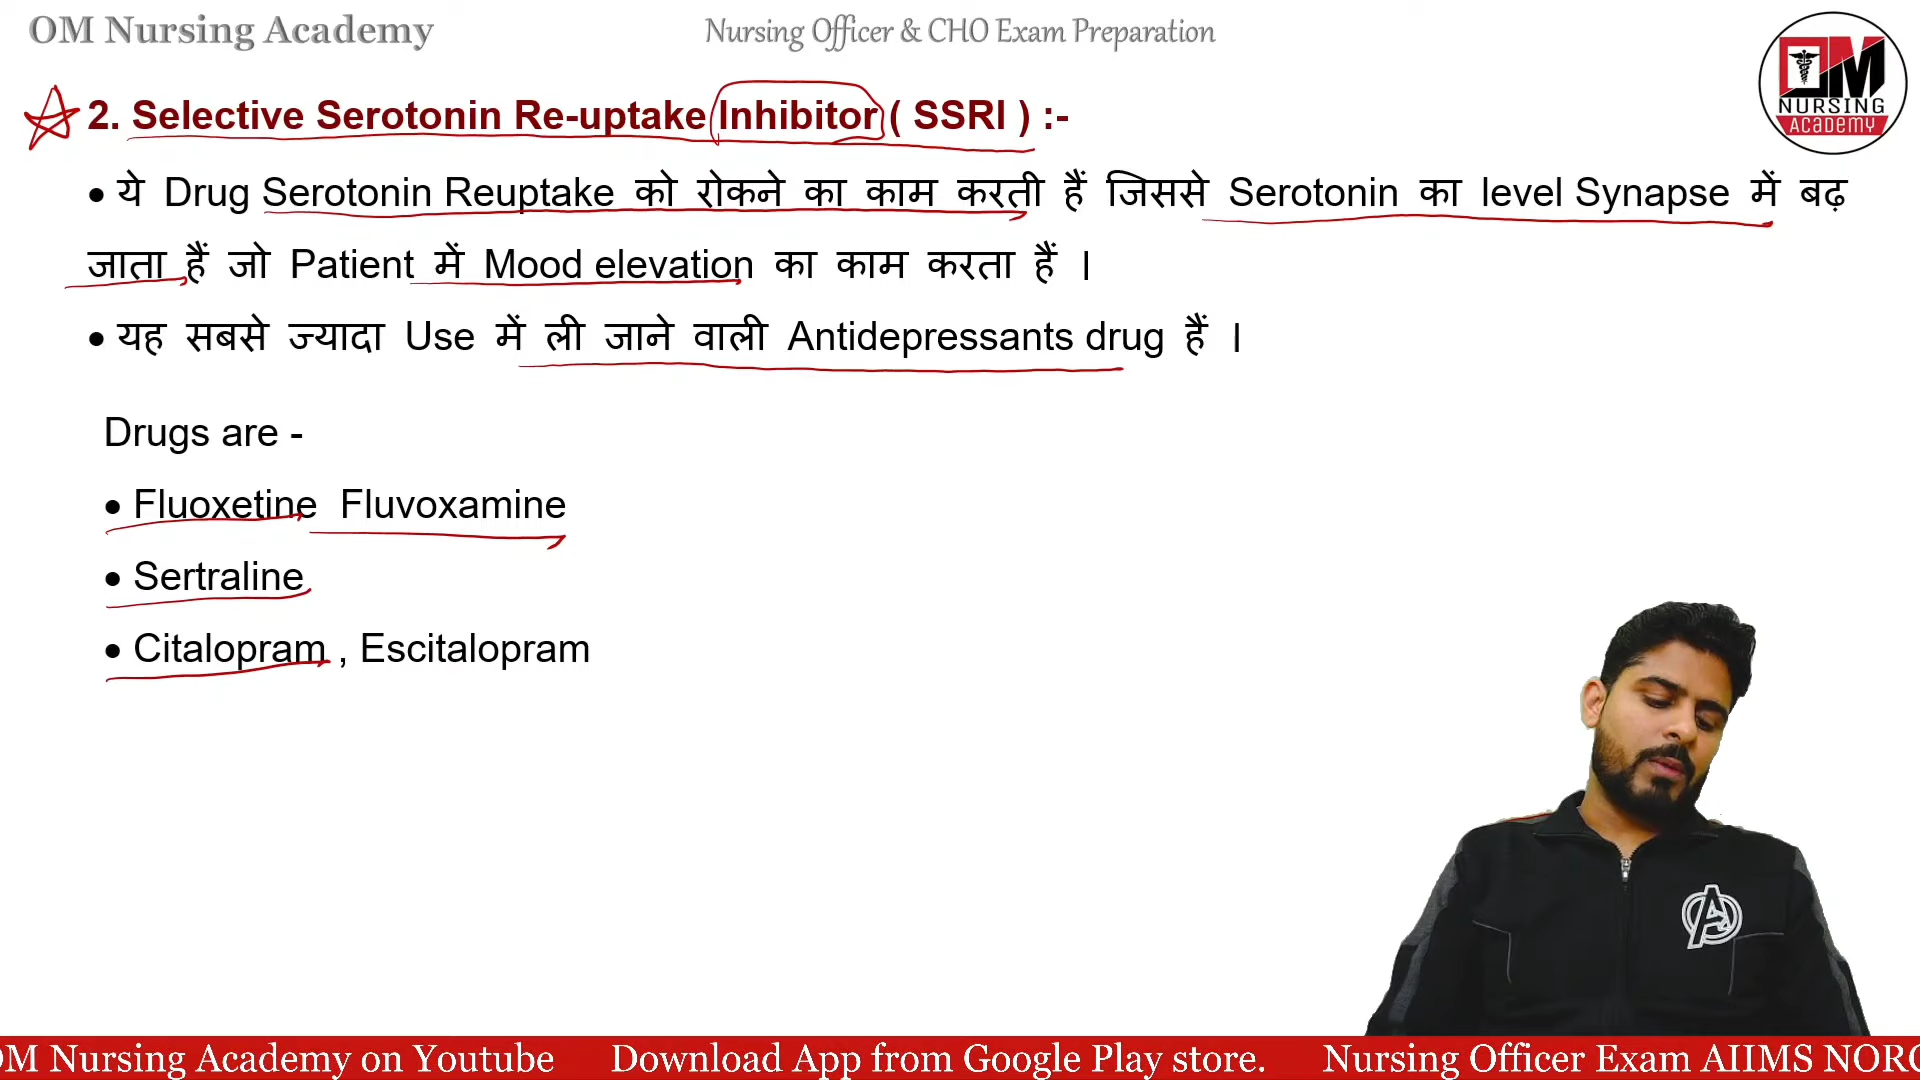 OM Nursing Academy
Nursing Officer & CHO Exam Preparation
OM
NURSING
ACADEMY
2. Selective Serotonin Re-uptake Inhibitor ( SSRI ) :-
• ये Drug Serotonin Reuptake को रोकने का काम करती हैं जिससे Serotonin का level Synapse में बढ़
जाता हैं जो Patient में Mood elevation का काम करता हैं ।
• यह सबसे ज्यादा Use में ली जाने वाली Antidepressants drug हैं ।
Drugs are -
• Fluoxetine Fluvoxamine
• Sertraline
• Citalopram , Escitalopram
OM Nursing Academy on Youtube Download App from Google Play store. Nursing Officer Exam AIIMS NORC